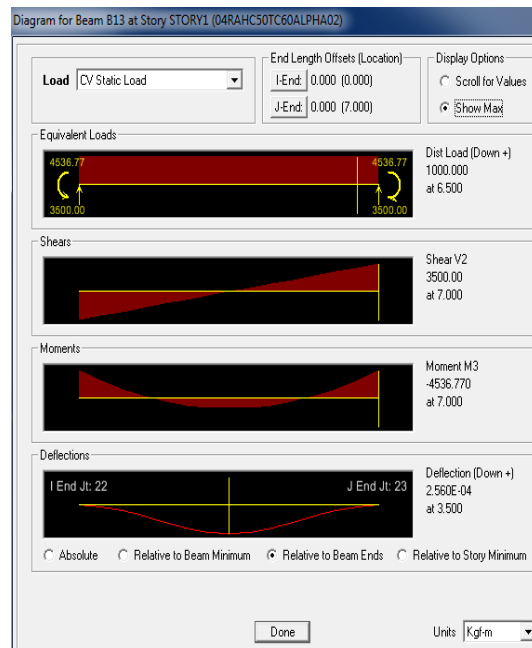 Diagram for Beam B13 at Story STORY1 (04RAHC50TC60ALPHA02)
Load CV Static Load
End Length Offsets (Location)
I-End: 0.000 (0.000)
J-End: 0.000 (7.000)
Display Options
Scroll for Values
Show Max
Equivalent Loads
4536.77 4536.77
3500.00 3500.00
Dist Load (Down +)
1000.000
at 6.500
Shears
Shear V2
3500.00
at 7.000
Moments
Moment M3
-4536.770
at 7.000
Deflections
I End Jt: 22 J End Jt: 23
Deflection (Down +)
2.560E-04
at 3.500
Absolute Relative to Beam Minimum Relative to Beam Ends Relative to Story Minimum
Done
Units Kgf-m